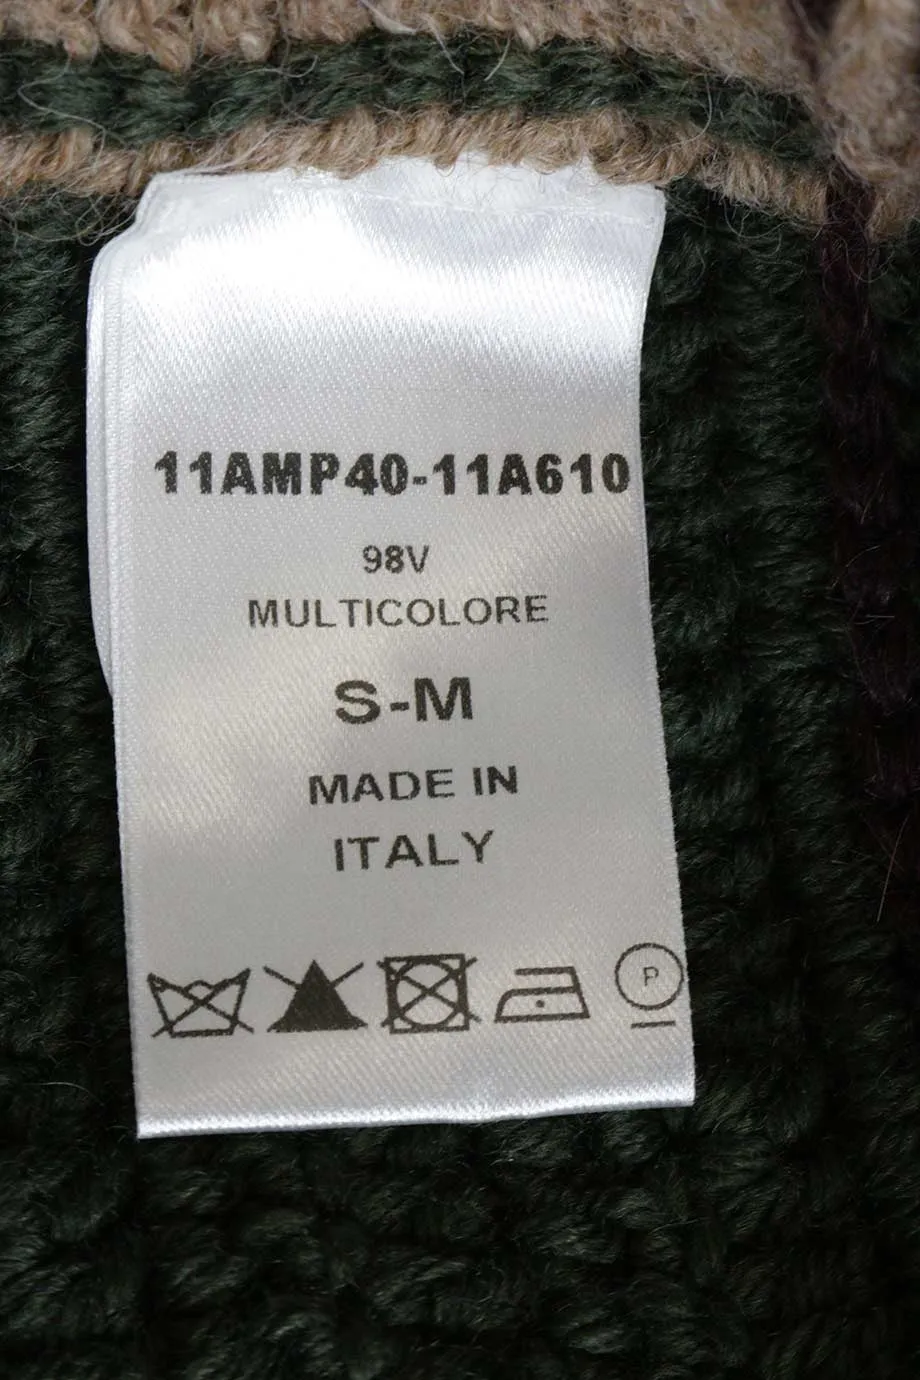 11AMP40-11A610
98V
MULTICOLORE
S-M
MADE IN
ITALY
P